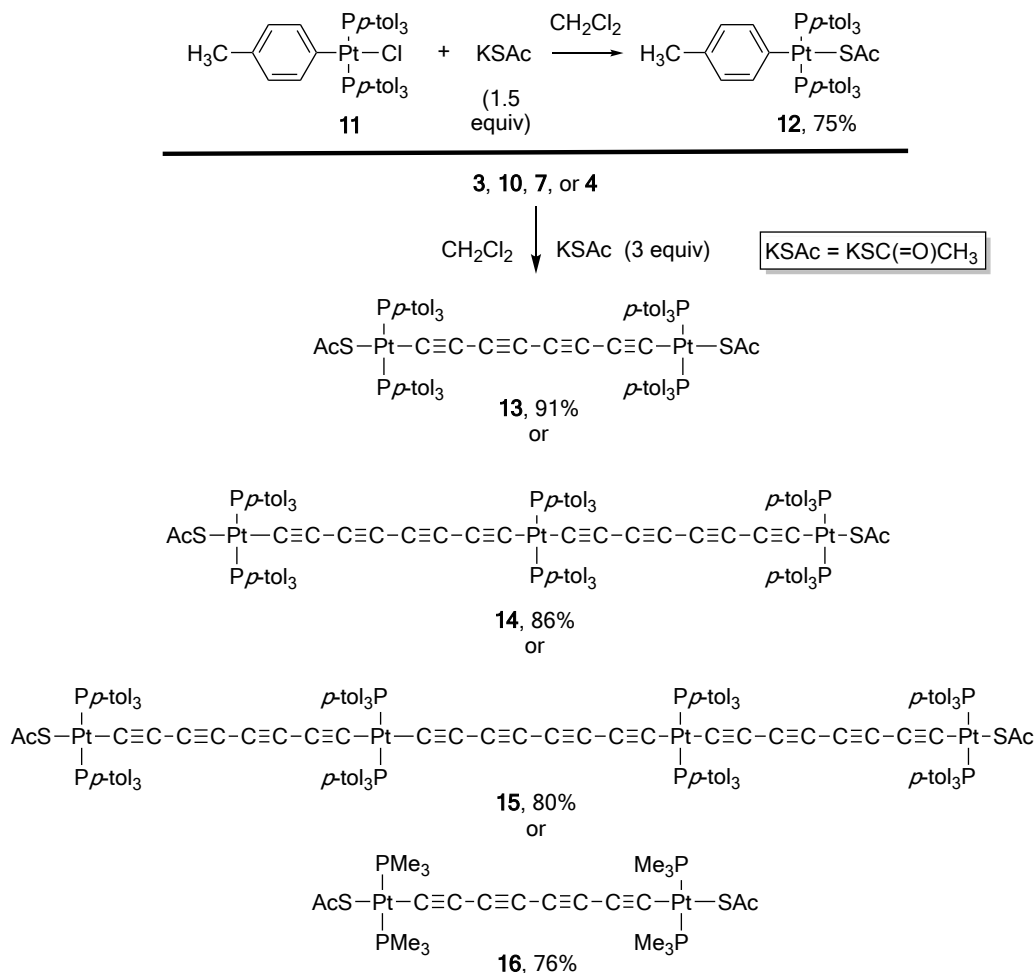 Pp-tol3
H3C Pt Cl + KSAc CH2Cl2 H3C Pt SAc
Pp-tol3
Pp-tol3
Pp-tol3
(1.5 equiv)
11
12, 75%
3, 10, 7, or 4
CH2Cl2 KSAc (3 equiv)
KSAc = KSC(=O)CH3
Pp-tol3 p-tol3P
AcS—Pt—C≡C—C≡C—C≡C—C≡C—Pt—SAc
Pp-tol3 p-tol3P
13, 91%
or
Pp-tol3 Pp-tol3 p-tol3P
AcS—Pt—C≡C—C≡C—C≡C—C≡C—Pt—C≡C—C≡C—C≡C—C≡C—Pt—SAc
Pp-tol3 Pp-tol3 p-tol3P
14, 86%
or
Pp-tol3 p-tol3P Pp-tol3 p-tol3P
AcS—Pt—C≡C—C≡C—C≡C—C≡C—Pt—C≡C—C≡C—C≡C—C≡C—Pt—C≡C—C≡C—C≡C—C≡C—Pt—SAc
Pp-tol3 p-tol3P Pp-tol3 p-tol3P
15, 80%
or
PMe3 Me3P
AcS—Pt—C≡C—C≡C—C≡C—C≡C—Pt—SAc
PMe3 Me3P
16, 76%